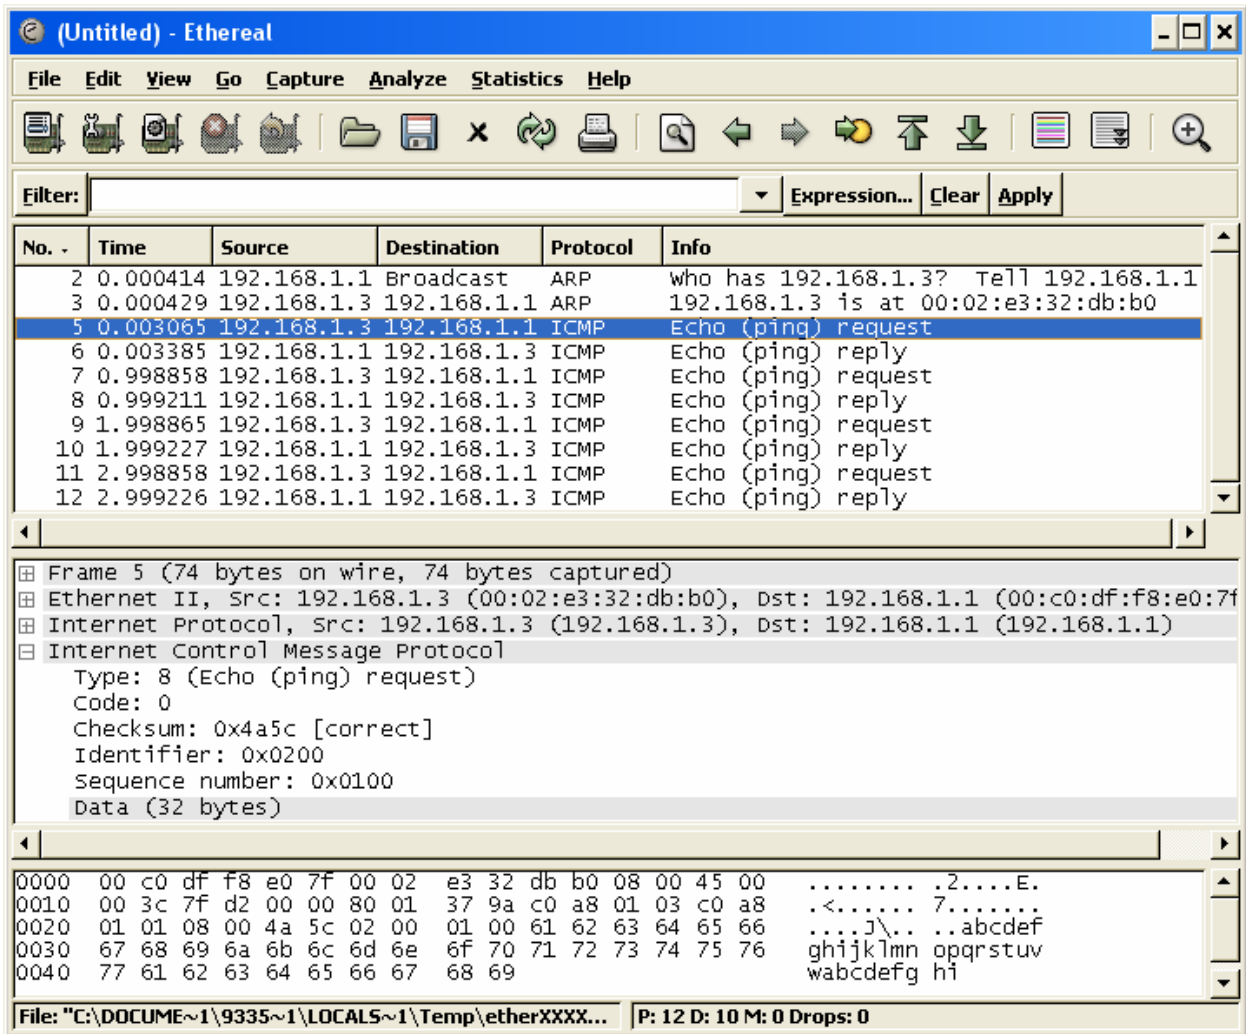 (Untitled) - Ethereal
File Edit View Go Capture Analyze Statistics Help
Filter: Expression... Clear Apply
No. Time Source Destination Protocol Info
2 0.000414 192.168.1.1 Broadcast ARP Who has 192.168.1.3? Tell 192.168.1.1
3 0.000429 192.168.1.3 192.168.1.1 ARP 192.168.1.3 is at 00:02:e3:32:db:b0
5 0.003065 192.168.1.3 192.168.1.1 ICMP Echo (ping) request
6 0.003385 192.168.1.1 192.168.1.3 ICMP Echo (ping) reply
7 0.998858 192.168.1.3 192.168.1.1 ICMP Echo (ping) request
8 0.999211 192.168.1.1 192.168.1.3 ICMP Echo (ping) reply
9 1.998865 192.168.1.3 192.168.1.1 ICMP Echo (ping) request
10 1.999227 192.168.1.1 192.168.1.3 ICMP Echo (ping) reply
11 2.998858 192.168.1.3 192.168.1.1 ICMP Echo (ping) request
12 2.999226 192.168.1.1 192.168.1.3 ICMP Echo (ping) reply
Frame 5 (74 bytes on wire, 74 bytes captured)
Ethernet II, Src: 192.168.1.3 (00:02:e3:32:db:b0), Dst: 192.168.1.1 (00:c0:df:f8:e0:7f
Internet Protocol, Src: 192.168.1.3 (192.168.1.3), Dst: 192.168.1.1 (192.168.1.1)
Internet Control Message Protocol
Type: 8 (Echo (ping) request)
Code: 0
Checksum: 0x4a5c [correct]
Identifier: 0x0200
Sequence number: 0x0100
Data (32 bytes)
0000 00 c0 df f8 e0 7f 00 02 e3 32 db b0 08 00 45 00 ........ .2....E.
0010 00 3c 7f d2 00 00 80 01 37 9a c0 a8 01 03 c0 a8 .<...... 7.......
0020 01 01 08 00 4a 5c 02 00 01 00 61 62 63 64 65 66 ....J\.. ..abcdef
0030 67 68 69 6a 6b 6c 6d 6e 6f 70 71 72 73 74 75 76 ghijklmn opqrstuv
0040 77 61 62 63 64 65 66 67 68 69 wabcdefg hi
File: "C:\DOCUME~1\9335~1\LOCALS~1\Temp\etherXXXX... P: 12 D: 10 M: 0 Drops: 0